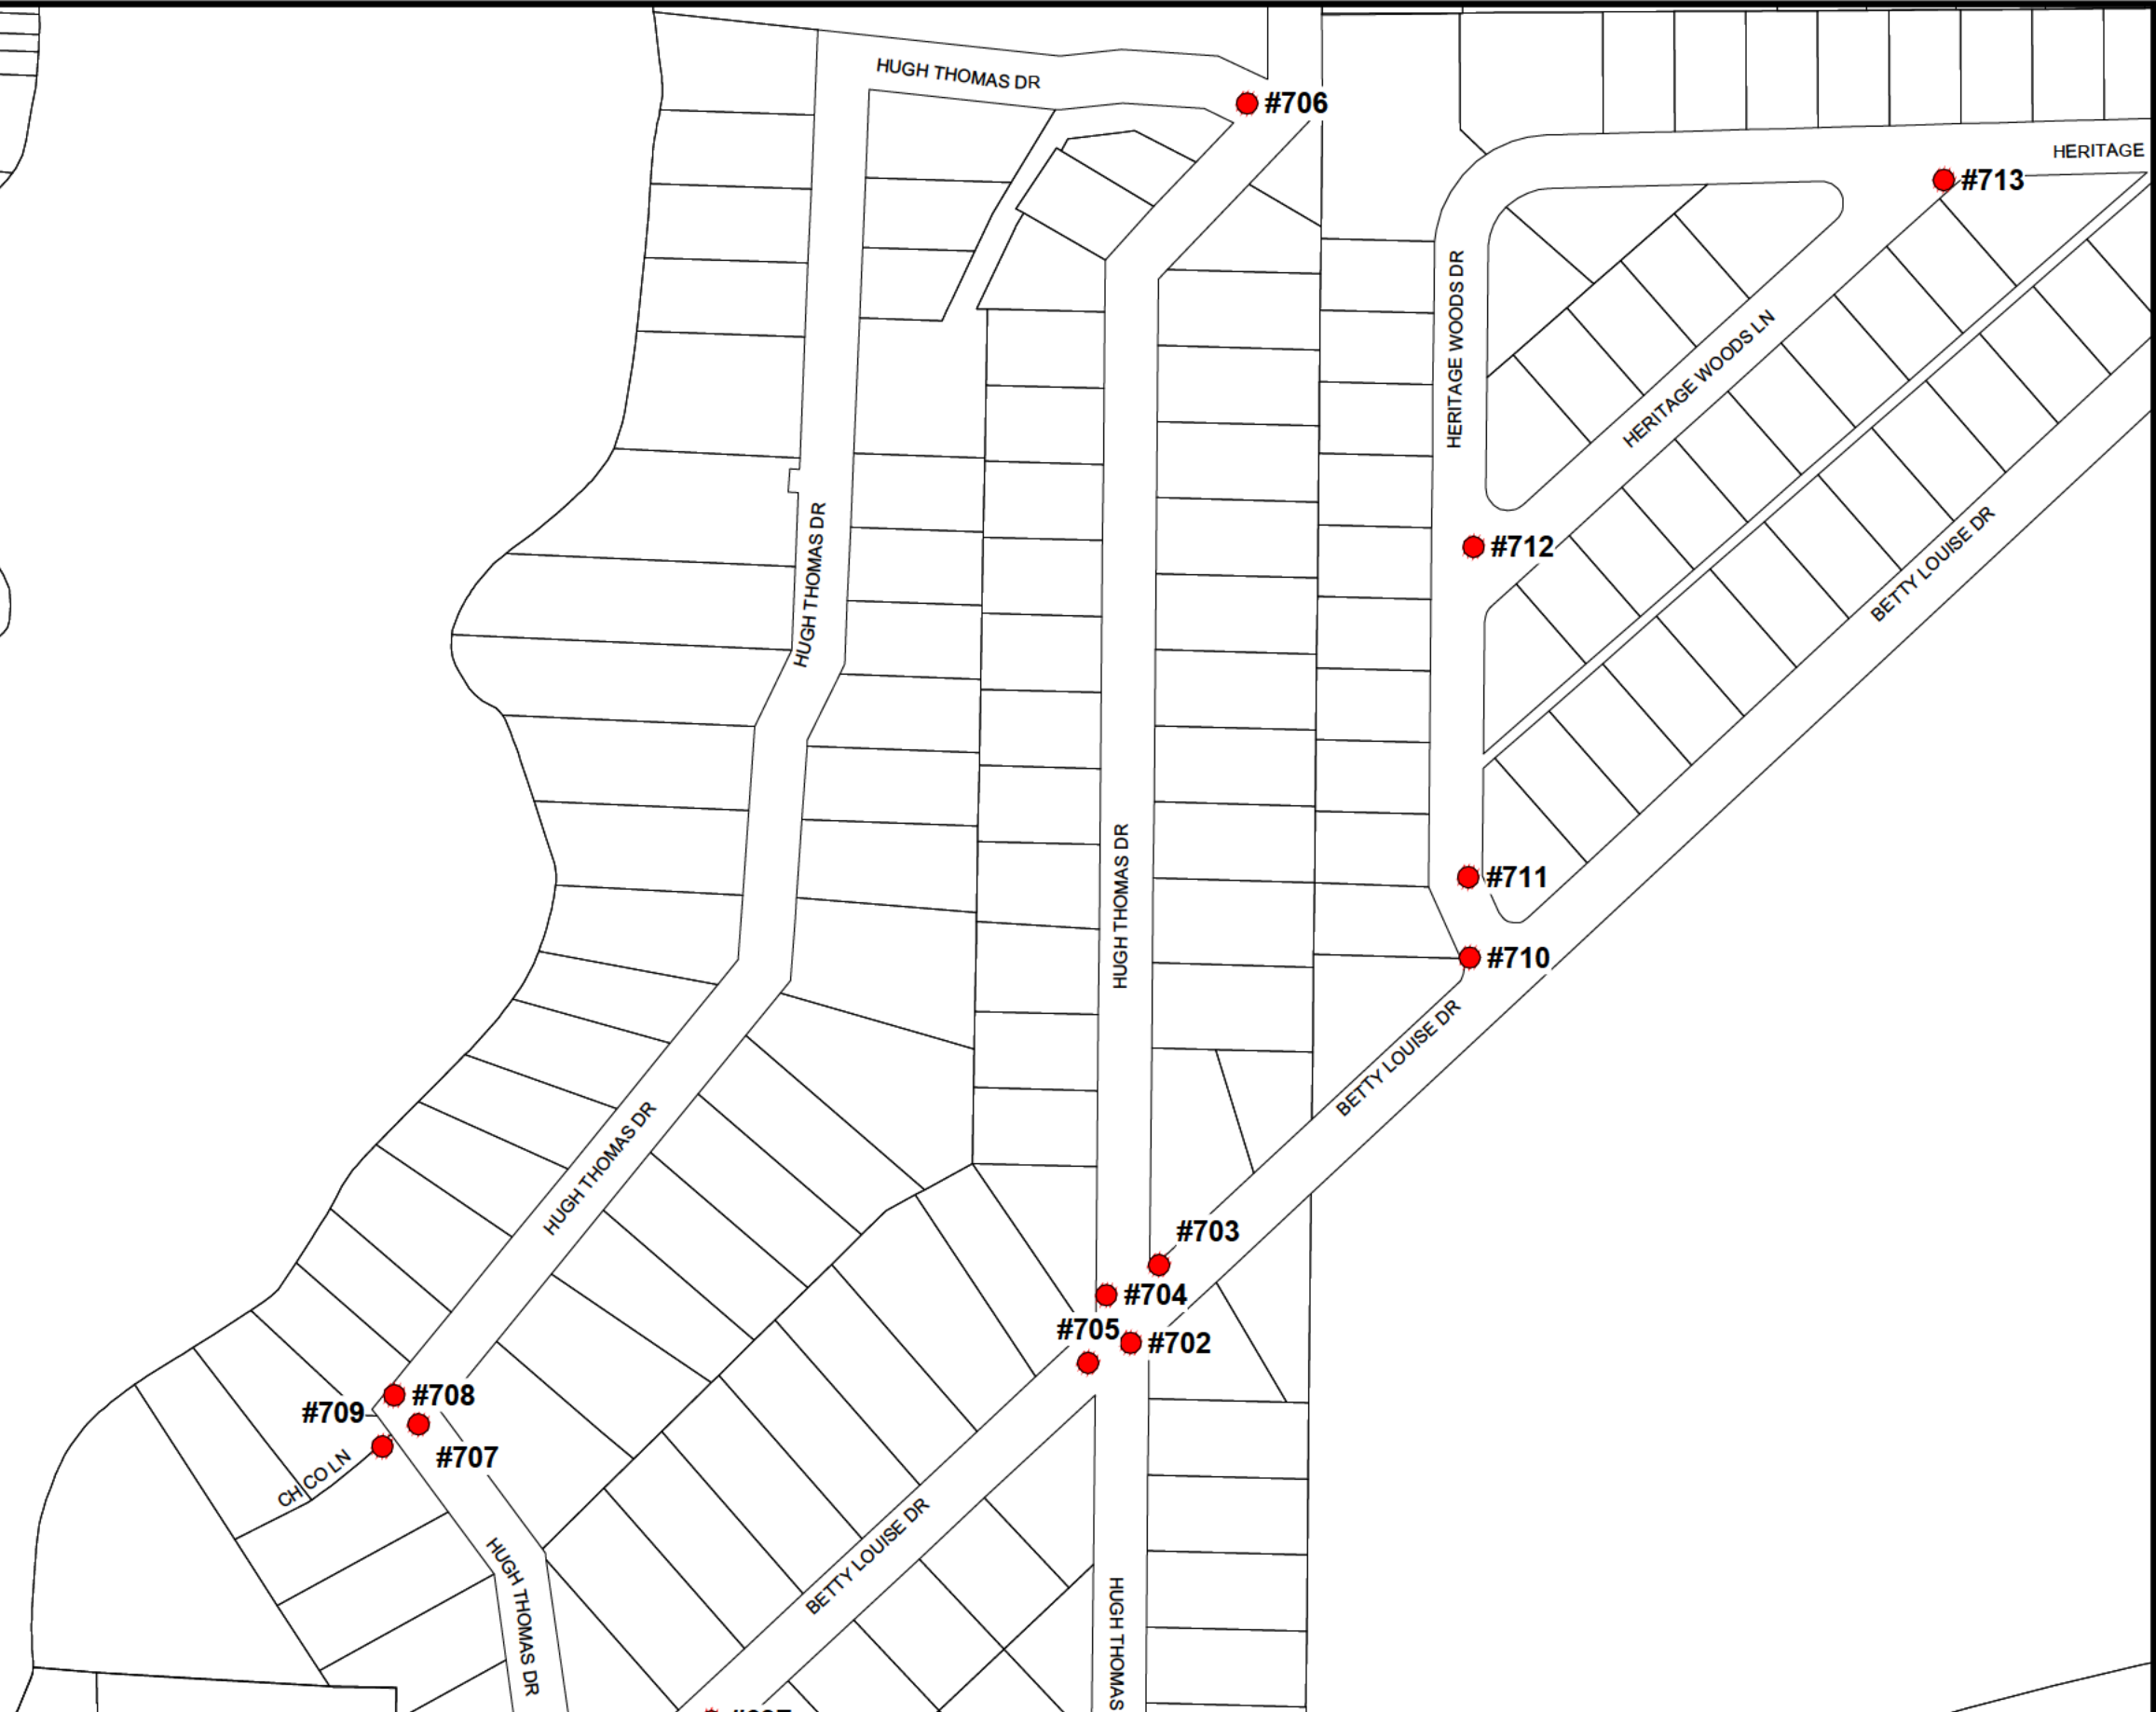 HUGH THOMAS DR
#706
HERITAGE
#713
HERITAGE WOODS DR
HERITAGE WOODS LN
HUGH THOMAS DR
#712
BETTY LOUISE DR
HUGH THOMAS DR
#711
#710
BETTY LOUISE DR
HUGH THOMAS DR
#703
#704
#705
#702
#708
#709
#707
CHICO LN
BETTY LOUISE DR
HUGH THOMAS DR
HUGH THOMAS